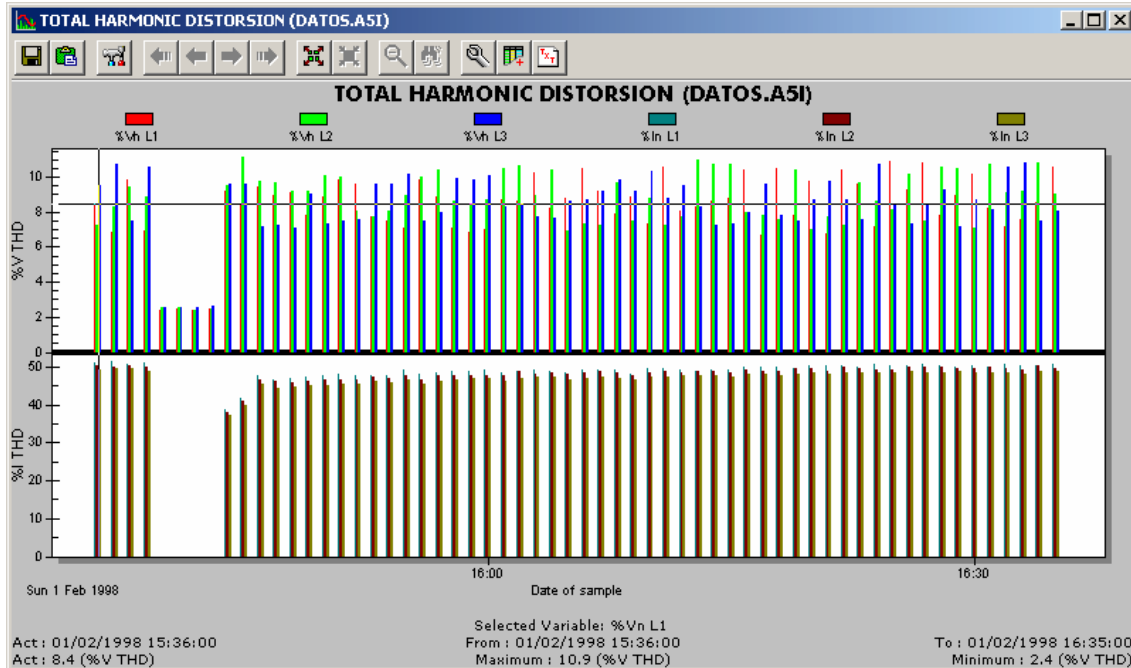 TOTAL HARMONIC DISTORSION (DATOS.A5I)
TXT
TOTAL HARMONIC DISTORSION (DATOS.A5I)
%Vh L1 %Vh L2 %Vh L3 %In L1 %In L2 %In L3
%V THD
10
8
6
4
2
0
%I THD
50
40
30
20
10
0
16:00 16:30
Sun 1 Feb 1998 Date of sample
Selected Variable: %Vn L1
Act : 01/02/1998 15:36:00 From : 01/02/1998 15:36:00 To : 01/02/1998 16:35:00
Act : 8.4 (%V THD) Maximum : 10.9 (%V THD) Minimum : 2.4 (%V THD)